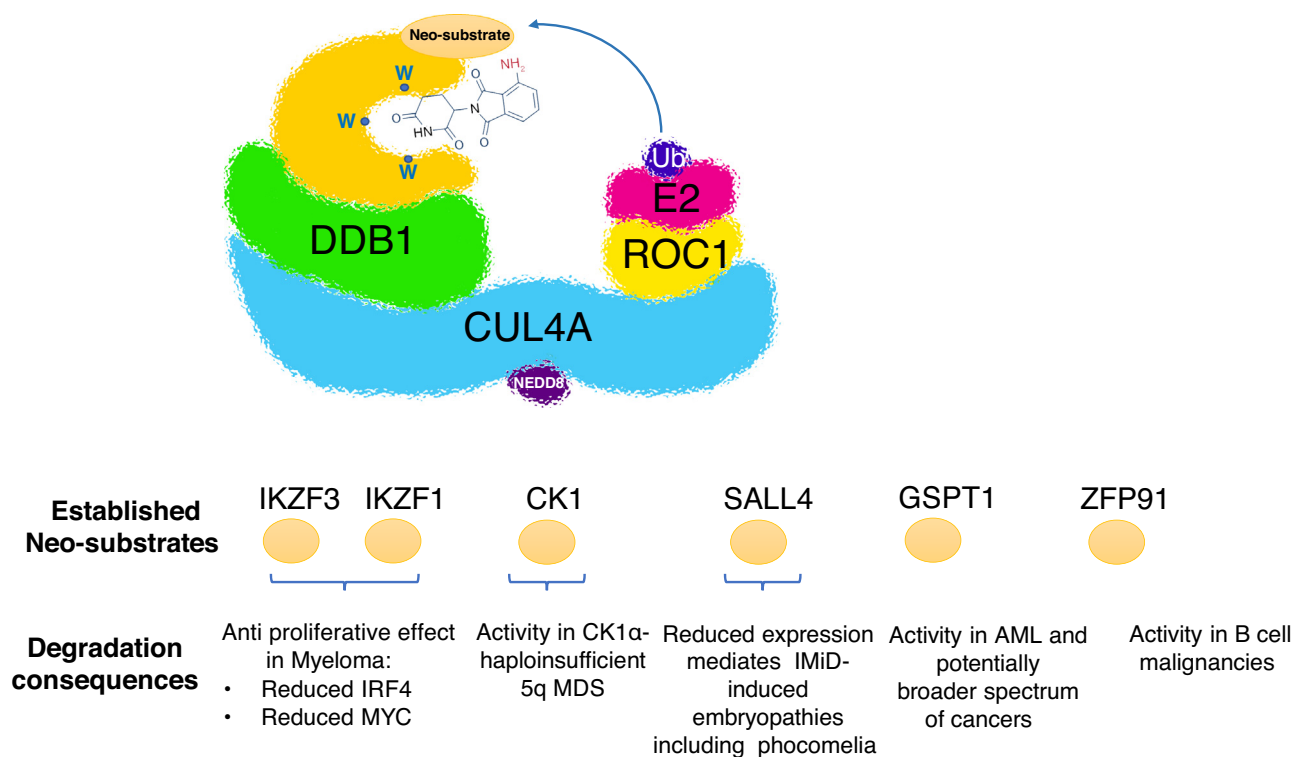 Neo-substrate
W
W
W
NH2
O
N
O
O
NH
O
Ub
E2
ROC1
DDB1
CUL4A
NEDD8
Established
Neo-substrates
IKZF3
IKZF1
CK1
SALL4
GSPT1
ZFP91
Degradation
consequences
Anti proliferative effect
in Myeloma:
• Reduced IRF4
• Reduced MYC
Activity in CK1α-
haploinsufficient
5q MDS
Reduced expression
mediates IMiD-
induced
embryopathies
including phocomelia
Activity in AML and
potentially
broader spectrum
of cancers
Activity in B cell
malignancies